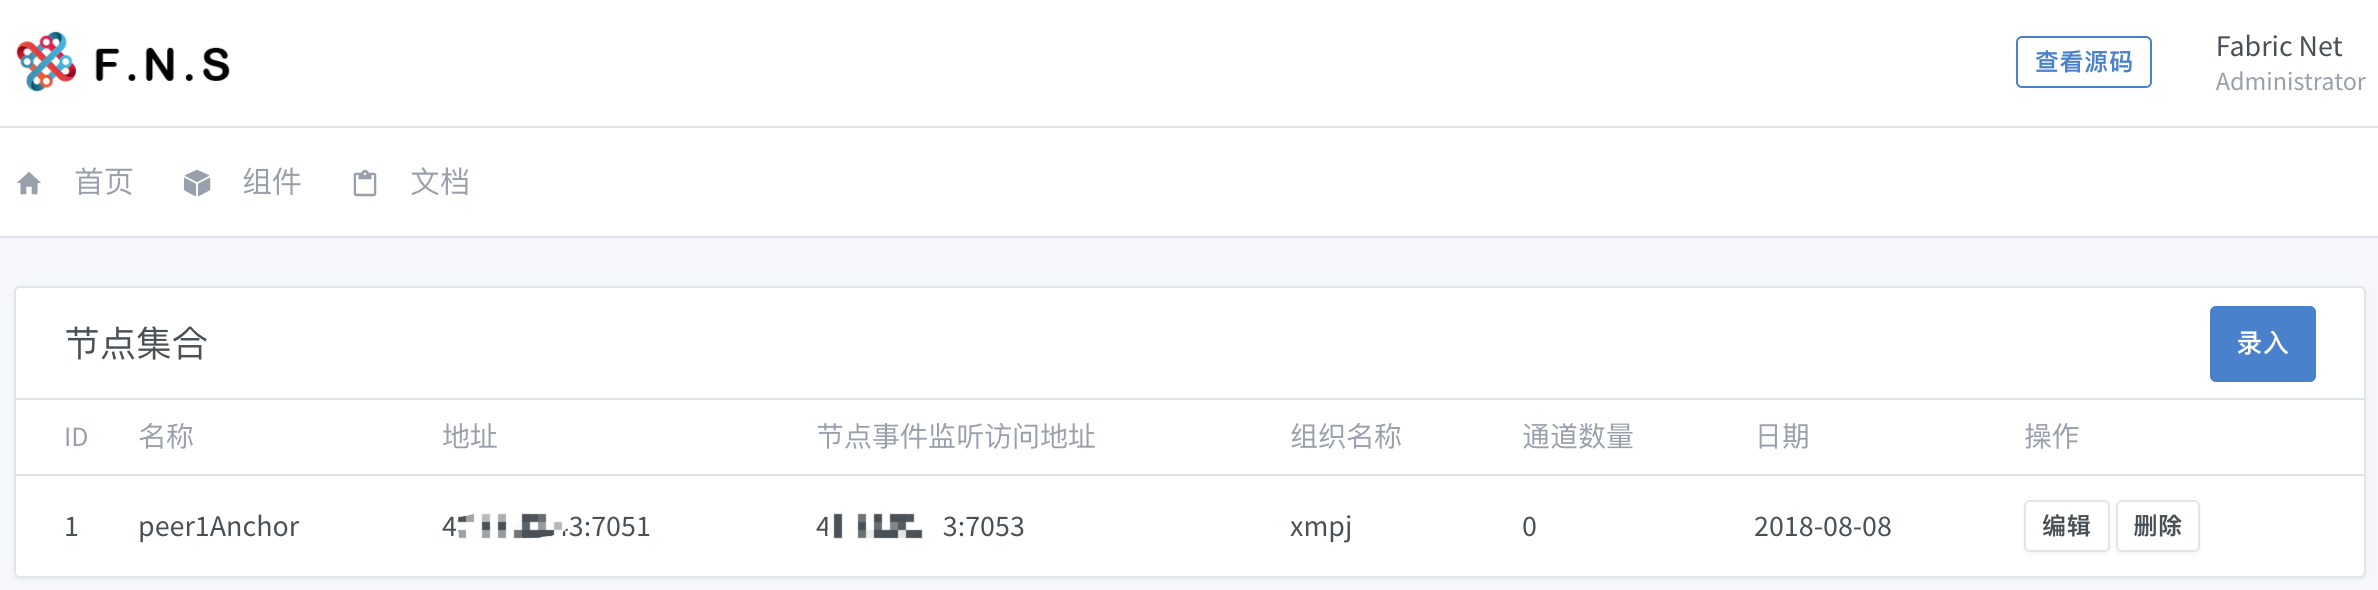 F.N.S
查看源码
Fabric Net
Administrator
首页 组件 文档
节点集合
录入
ID 名称 地址 节点事件监听访问地址 组织名称 通道数量 日期 操作
1 peer1Anchor 4 3:7051 4 3:7053 xmpj 0 2018-08-08 编辑 删除